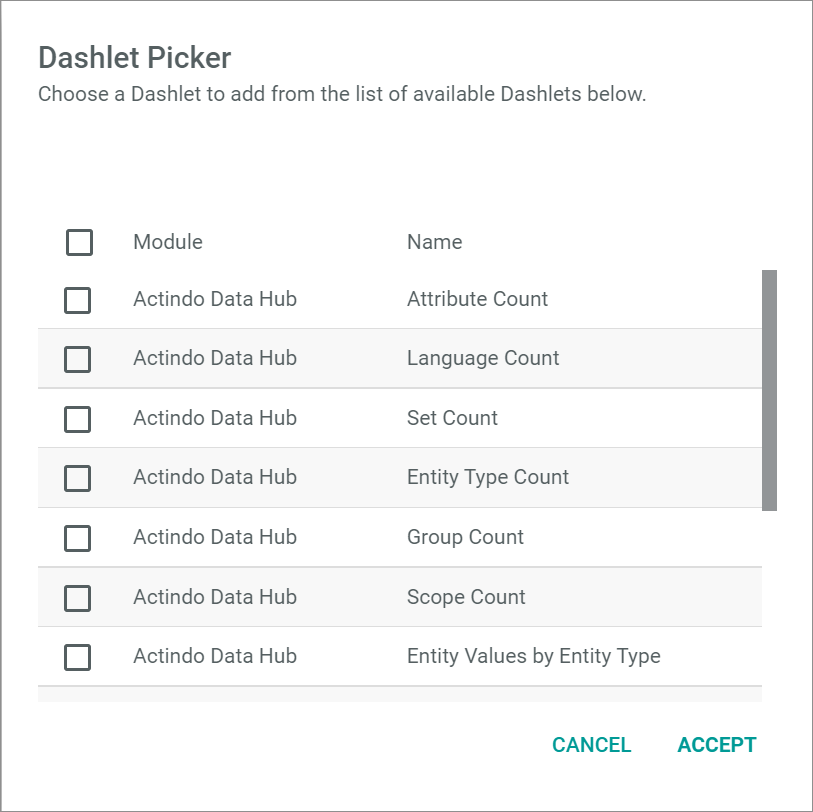 Dashlet Picker
Choose a Dashlet to add from the list of available Dashlets below.
Module Name
Actindo Data Hub Attribute Count
Actindo Data Hub Language Count
Actindo Data Hub Set Count
Actindo Data Hub Entity Type Count
Actindo Data Hub Group Count
Actindo Data Hub Scope Count
Actindo Data Hub Entity Values by Entity Type
CANCEL ACCEPT